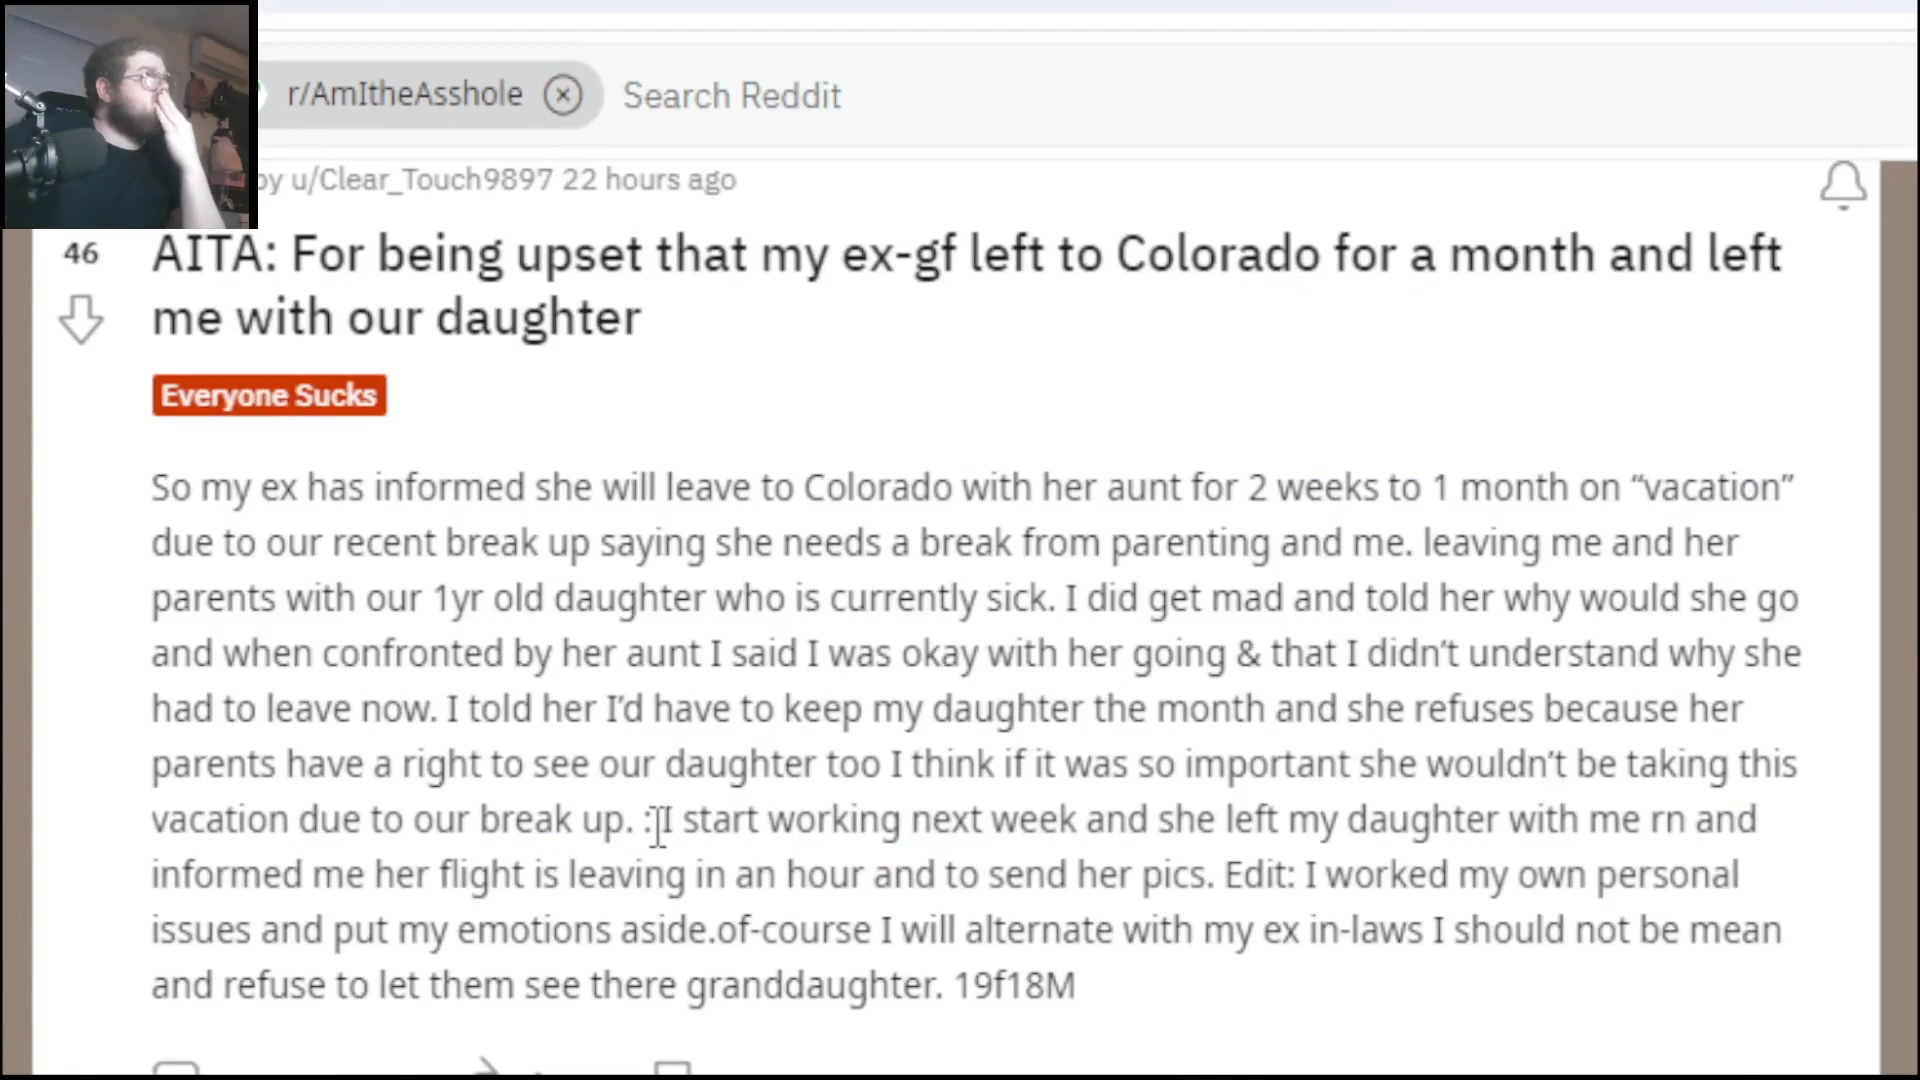 r/AmItheAsshole Search Reddit
by u/Clear_Touch9897 22 hours ago
46
AITA: For being upset that my ex-gf left to Colorado for a month and left
me with our daughter
Everyone Sucks
So my ex has informed she will leave to Colorado with her aunt for 2 weeks to 1 month on “vacation”
due to our recent break up saying she needs a break from parenting and me. leaving me and her
parents with our 1yr old daughter who is currently sick. I did get mad and told her why would she go
and when confronted by her aunt I said I was okay with her going & that I didn’t understand why she
had to leave now. I told her I’d have to keep my daughter the month and she refuses because her
parents have a right to see our daughter too I think if it was so important she wouldn’t be taking this
vacation due to our break up. : I start working next week and she left my daughter with me rn and
informed me her flight is leaving in an hour and to send her pics. Edit: I worked my own personal
issues and put my emotions aside.of-course I will alternate with my ex in-laws I should not be mean
and refuse to let them see there granddaughter. 19f18M